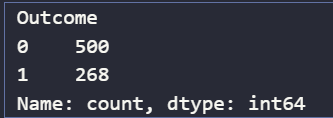 Outcome
0    500
1    268
Name: count, dtype: int64